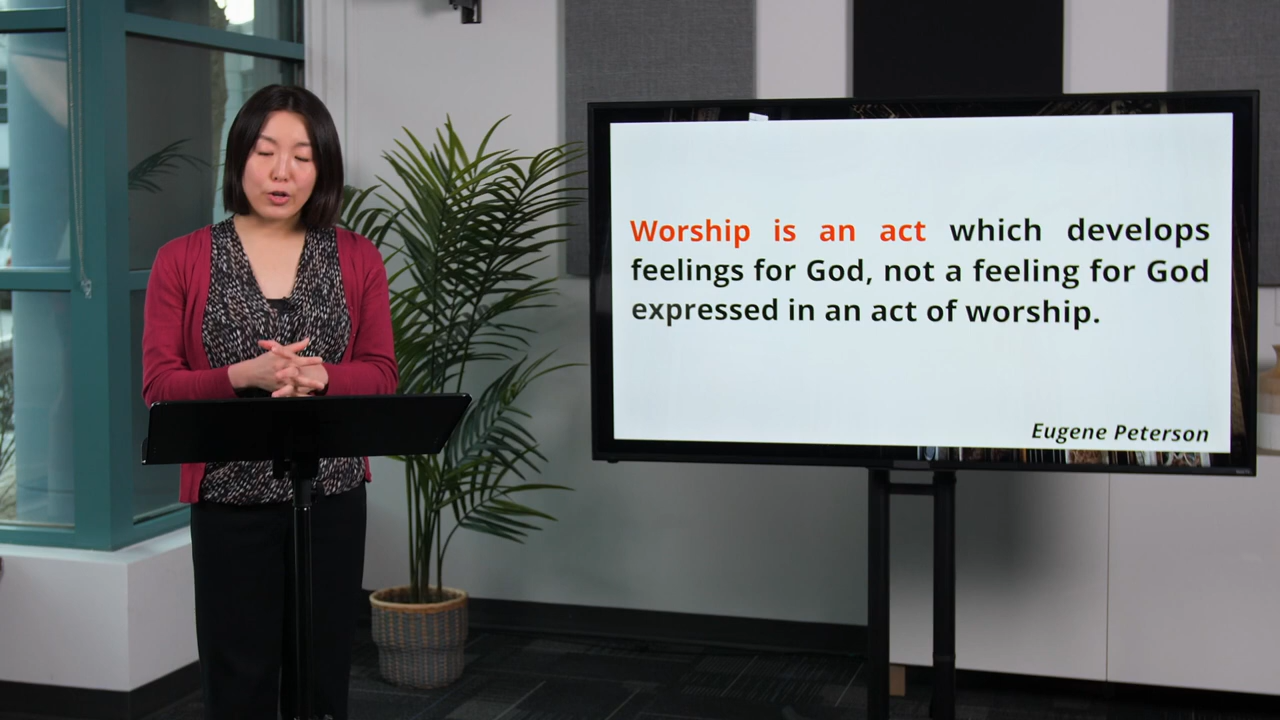 Worship is an act which develops
feelings for God, not a feeling for God
expressed in an act of worship.
Eugene Peterson